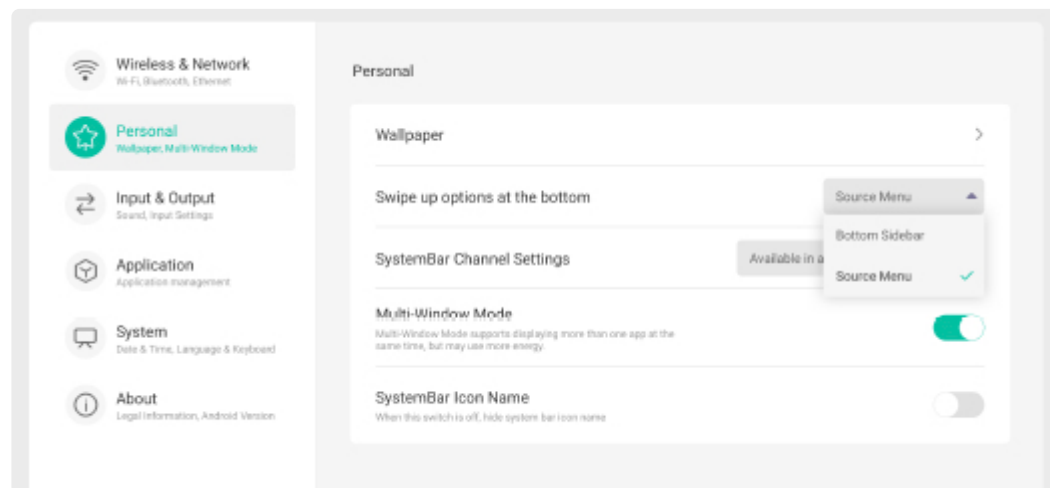 Wireless & Network
Wi-Fi, Bluetooth, Ethernet
Personal
Wallpaper, Multi-Window Mode
Input & Output
Sound, Input Settings
Application
Application management
System
Date & Time, Language & Keyboard
About
Legal Information, Android Version
Personal
Wallpaper
Swipe up options at the bottom
Source Menu
Bottom Sidebar
Source Menu
SystemBar Channel Settings
Available in a
Multi-Window Mode
Multi-Window Mode supports displaying more than one app at the
same time, but may use more energy.
SystemBar Icon Name
When this switch is off, hide system bar icon name